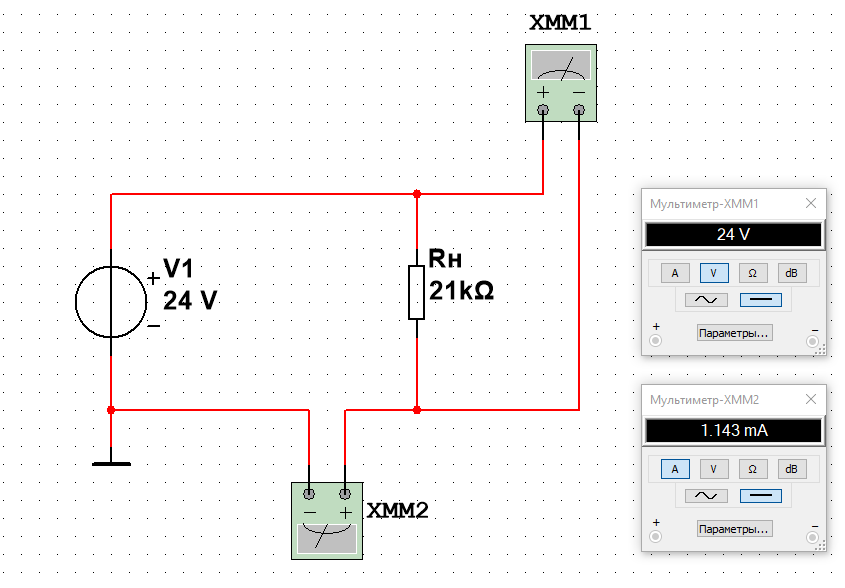 XMM1
+ −
V1
24 V
+
−
Rн
21kΩ
− +
XMM2
Мультиметр-XMM1
24 V
A V Ω dB
+ −
Параметры...
Мультиметр-XMM2
1.143 mA
A V Ω dB
+ −
Параметры...